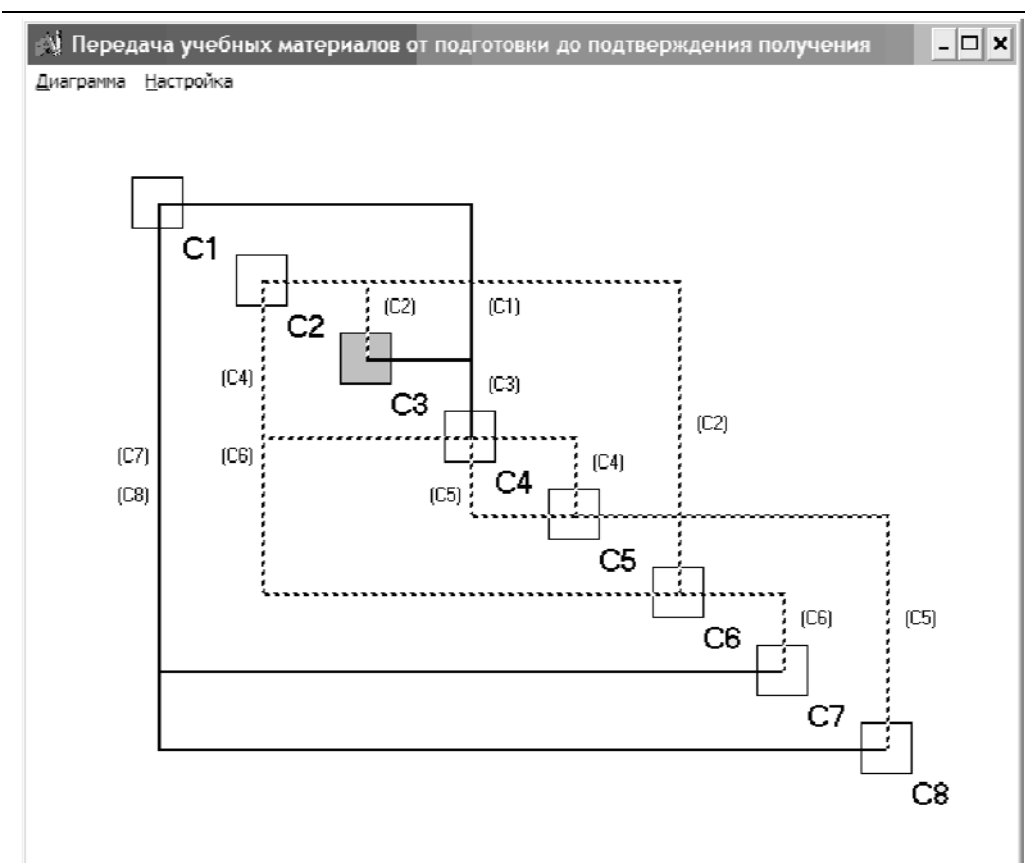 Передача учебных материалов от подготовки до подтверждения получения
Диаграмма Настройка
C1
C2
(C2)
(C1)
(C4)
C3
(C3)
(C2)
(C7)
(C6)
(C4)
C4
(C8)
(C5)
C5
(C6)
(C5)
C6
C7
C8